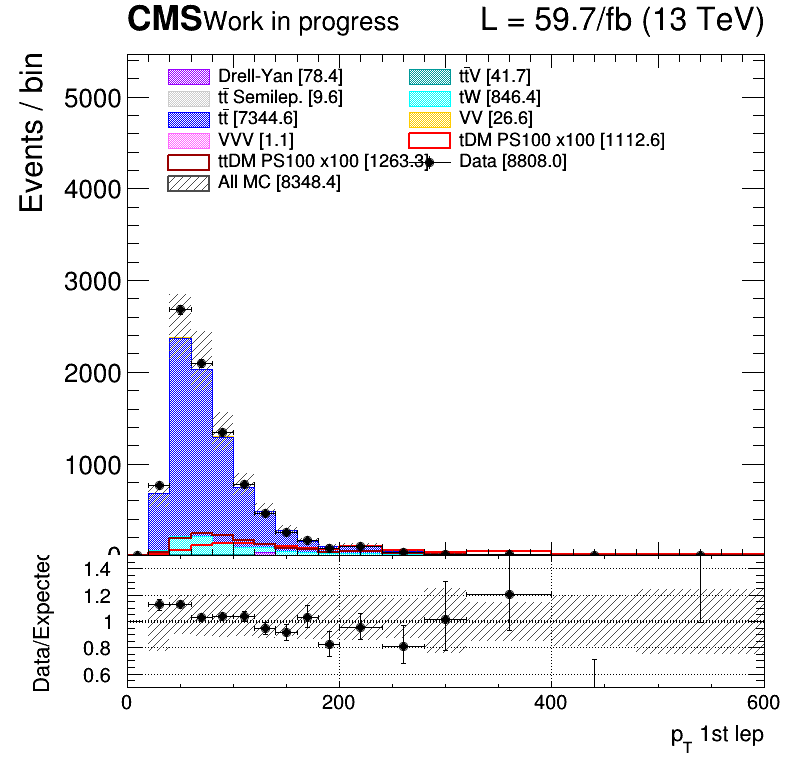 CMS Work in progress L = 59.7/fb (13 TeV)
Drell-Yan [78.4] tt̄V [41.7]
tt̄ Semilep. [9.6] tW [846.4]
tt̄ [7344.6] VV [26.6]
VVV [1.1] tDM PS100 x100 [1112.6]
ttDM PS100 x100 [1263.3] Data [8808.0]
All MC [8348.4]
Events / bin
5000
4000
3000
2000
1000
0
Data/Expected
1.4
1.2
1
0.8
0.6
0 200 400 600
p_T 1st lep